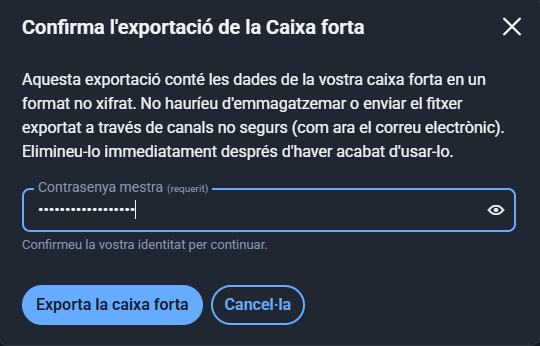 Confirma l'exportació de la Caixa forta
Aquesta exportació conté les dades de la vostra caixa forta en un
format no xifrat. No hauríeu d'emmagatzemar o enviar el fitxer
exportat a través de canals no segurs (com ara el correu electrònic).
Elimineu-lo immediatament després d'haver acabat d'usar-lo.
Contrasenya mestra (requerit)
••••••••••••••••••
Confirmeu la vostra identitat per continuar.
Exporta la caixa forta
Cancel·la